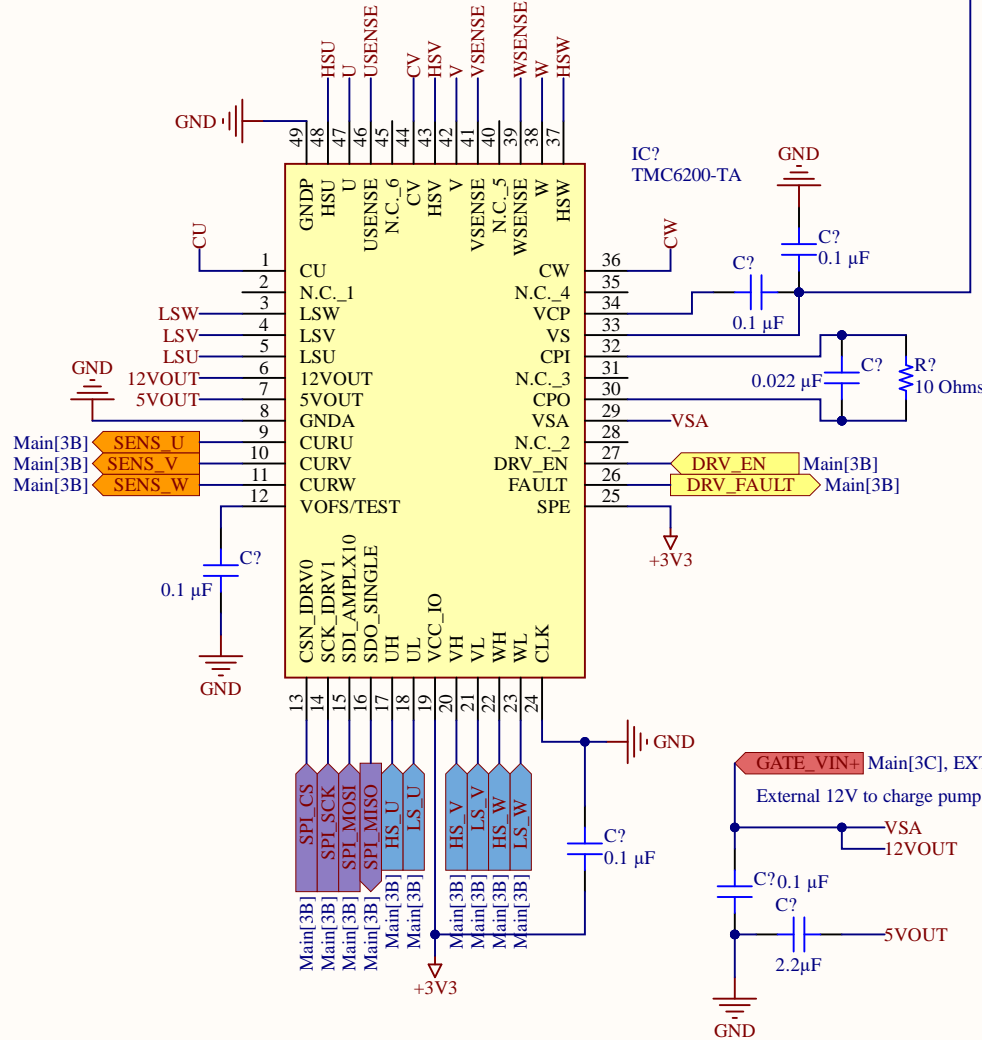 HSU
U
USENSE
CV
HSV
V
VSENSE
WSENSE
W
HSW
GND
49
48
47
46
45
44
43
42
41
40
39
38
37
GNDP
HSU
U
USENSE
N.C._6
CV
HSV
V
VSENSE
N.C._5
WSENSE
W
HSW
IC?
TMC6200-TA
GND
C?
0.1 µF
C?
0.1 µF
CU
CW
1 CU
2 N.C._1
LSW 3 LSW
LSV 4 LSV
LSU 5 LSU
12VOUT 6 12VOUT
5VOUT 7 5VOUT
GND 8 GNDA
Main[3B] SENS_U 9 CURU
Main[3B] SENS_V 10 CURV
Main[3B] SENS_W 11 CURW
12 VOFS/TEST
CW 36
N.C._4 35
VCP 34
VS 33
CPI 32
N.C._3 31
CPO 30
VSA 29 VSA
N.C._2 28
DRV_EN 27 DRV_EN Main[3B]
FAULT 26 DRV_FAULT Main[3B]
SPE 25
+3V3
C?
0.022 µF
R?
10 Ohms
C?
0.1 µF
GND
CSN_IDRV0
SCK_IDRV1
SDI_AMPLX10
SDO_SINGLE
UH
UL
VCC_IO
VH
VL
WH
WL
CLK
13
14
15
16
17
18
19
20
21
22
23
24
SPI_CS
SPI_SCK
SPI_MOSI
SPI_MISO
HS_U
LS_U
HS_V
LS_V
HS_W
LS_W
Main[3B]
Main[3B]
Main[3B]
Main[3B]
Main[3B]
Main[3B]
Main[3B]
Main[3B]
Main[3B]
Main[3B]
GND
C?
0.1 µF
+3V3
GATE_VIN+ Main[3C], EXT
External 12V to charge pump
VSA
12VOUT
C? 0.1 µF
C?
2.2µF
5VOUT
GND